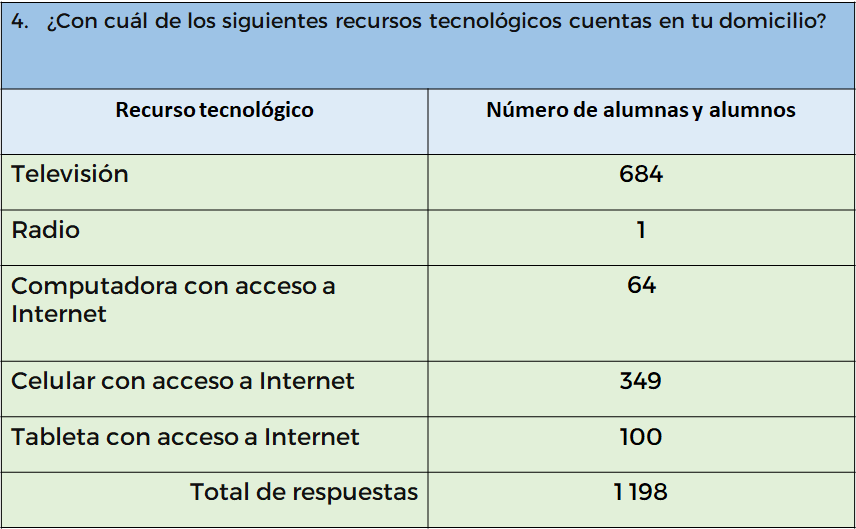 4. ¿Con cuál de los siguientes recursos tecnológicos cuentas en tu domicilio?
Recurso tecnológico Número de alumnas y alumnos
Televisión 684
Radio 1
Computadora con acceso a 64
Internet
Celular con acceso a Internet 349
Tableta con acceso a Internet 100
Total de respuestas 1 198